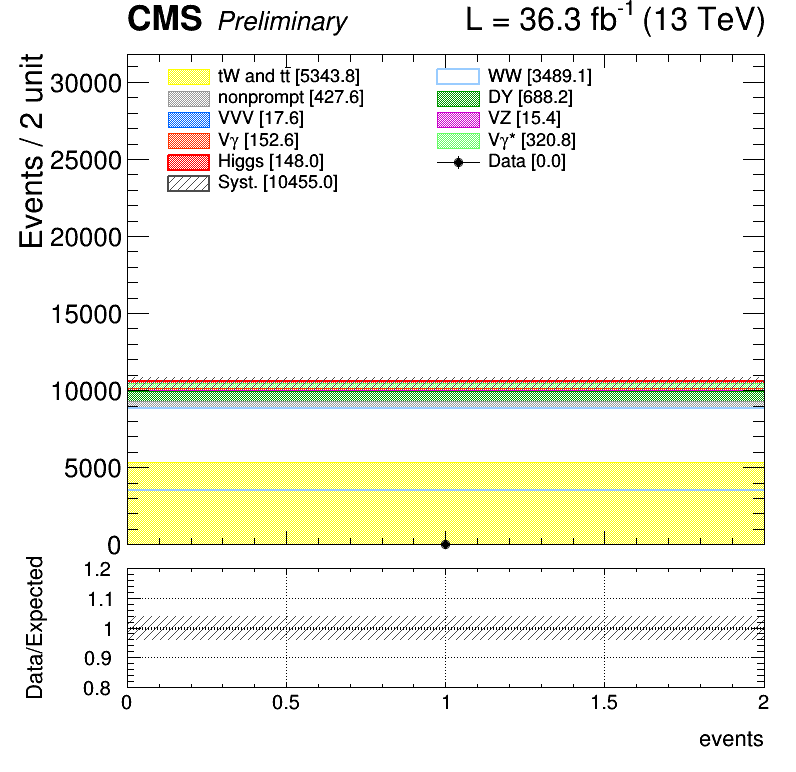 CMS Preliminary L = 36.3 fb⁻¹ (13 TeV)
Events / 2 unit
30000
25000
20000
15000
10000
5000
0
tW and tt̄ [5343.8] WW [3489.1]
nonprompt [427.6] DY [688.2]
VVV [17.6] VZ [15.4]
Vγ [152.6] Vγ* [320.8]
Higgs [148.0] Data [0.0]
Syst. [10455.0]
Data/Expected
1.2
1.1
1
0.9
0.8
0 0.5 1 1.5 2
events